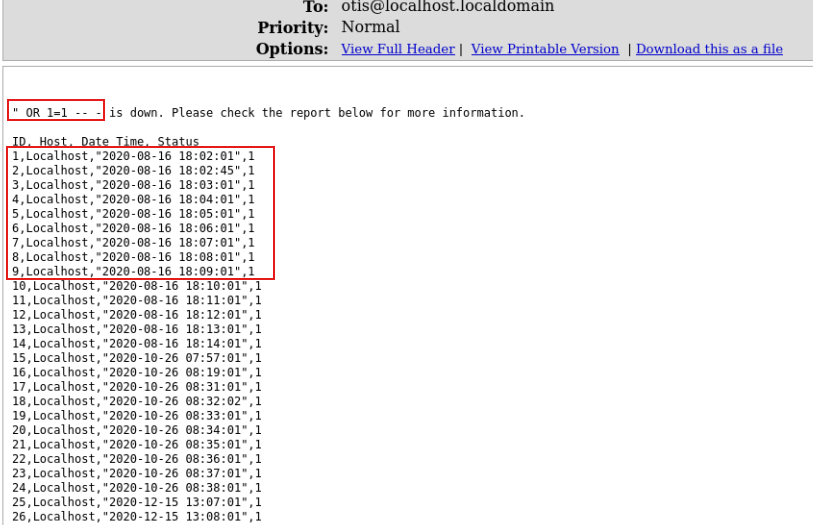 To: otis@localhost.localdomain
Priority: Normal
Options: View Full Header | View Printable Version | Download this as a file
" OR 1=1 -- - is down. Please check the report below for more information.
ID, Host, Date Time, Status
1,Localhost,"2020-08-16 18:02:01",1
2,Localhost,"2020-08-16 18:02:45",1
3,Localhost,"2020-08-16 18:03:01",1
4,Localhost,"2020-08-16 18:04:01",1
5,Localhost,"2020-08-16 18:05:01",1
6,Localhost,"2020-08-16 18:06:01",1
7,Localhost,"2020-08-16 18:07:01",1
8,Localhost,"2020-08-16 18:08:01",1
9,Localhost,"2020-08-16 18:09:01",1
10,Localhost,"2020-08-16 18:10:01",1
11,Localhost,"2020-08-16 18:11:01",1
12,Localhost,"2020-08-16 18:12:01",1
13,Localhost,"2020-08-16 18:13:01",1
14,Localhost,"2020-08-16 18:14:01",1
15,Localhost,"2020-10-26 07:57:01",1
16,Localhost,"2020-10-26 08:19:01",1
17,Localhost,"2020-10-26 08:31:01",1
18,Localhost,"2020-10-26 08:32:02",1
19,Localhost,"2020-10-26 08:33:01",1
20,Localhost,"2020-10-26 08:34:01",1
21,Localhost,"2020-10-26 08:35:01",1
22,Localhost,"2020-10-26 08:36:01",1
23,Localhost,"2020-10-26 08:37:01",1
24,Localhost,"2020-10-26 08:38:01",1
25,Localhost,"2020-12-15 13:07:01",1
26,Localhost,"2020-12-15 13:08:01",1